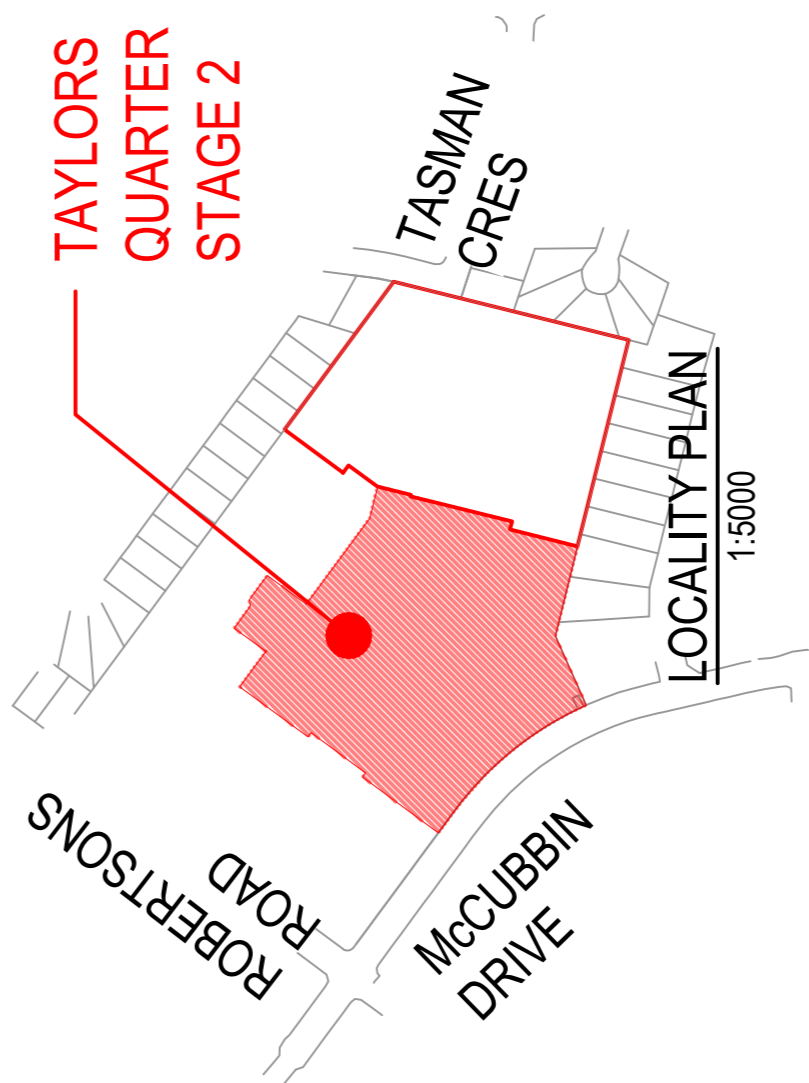 TAYLORS
QUARTER
STAGE 2
TASMAN
CRES
ROBERTSONS
ROAD
McCUBBIN
DRIVE
LOCALITY PLAN
1:5000